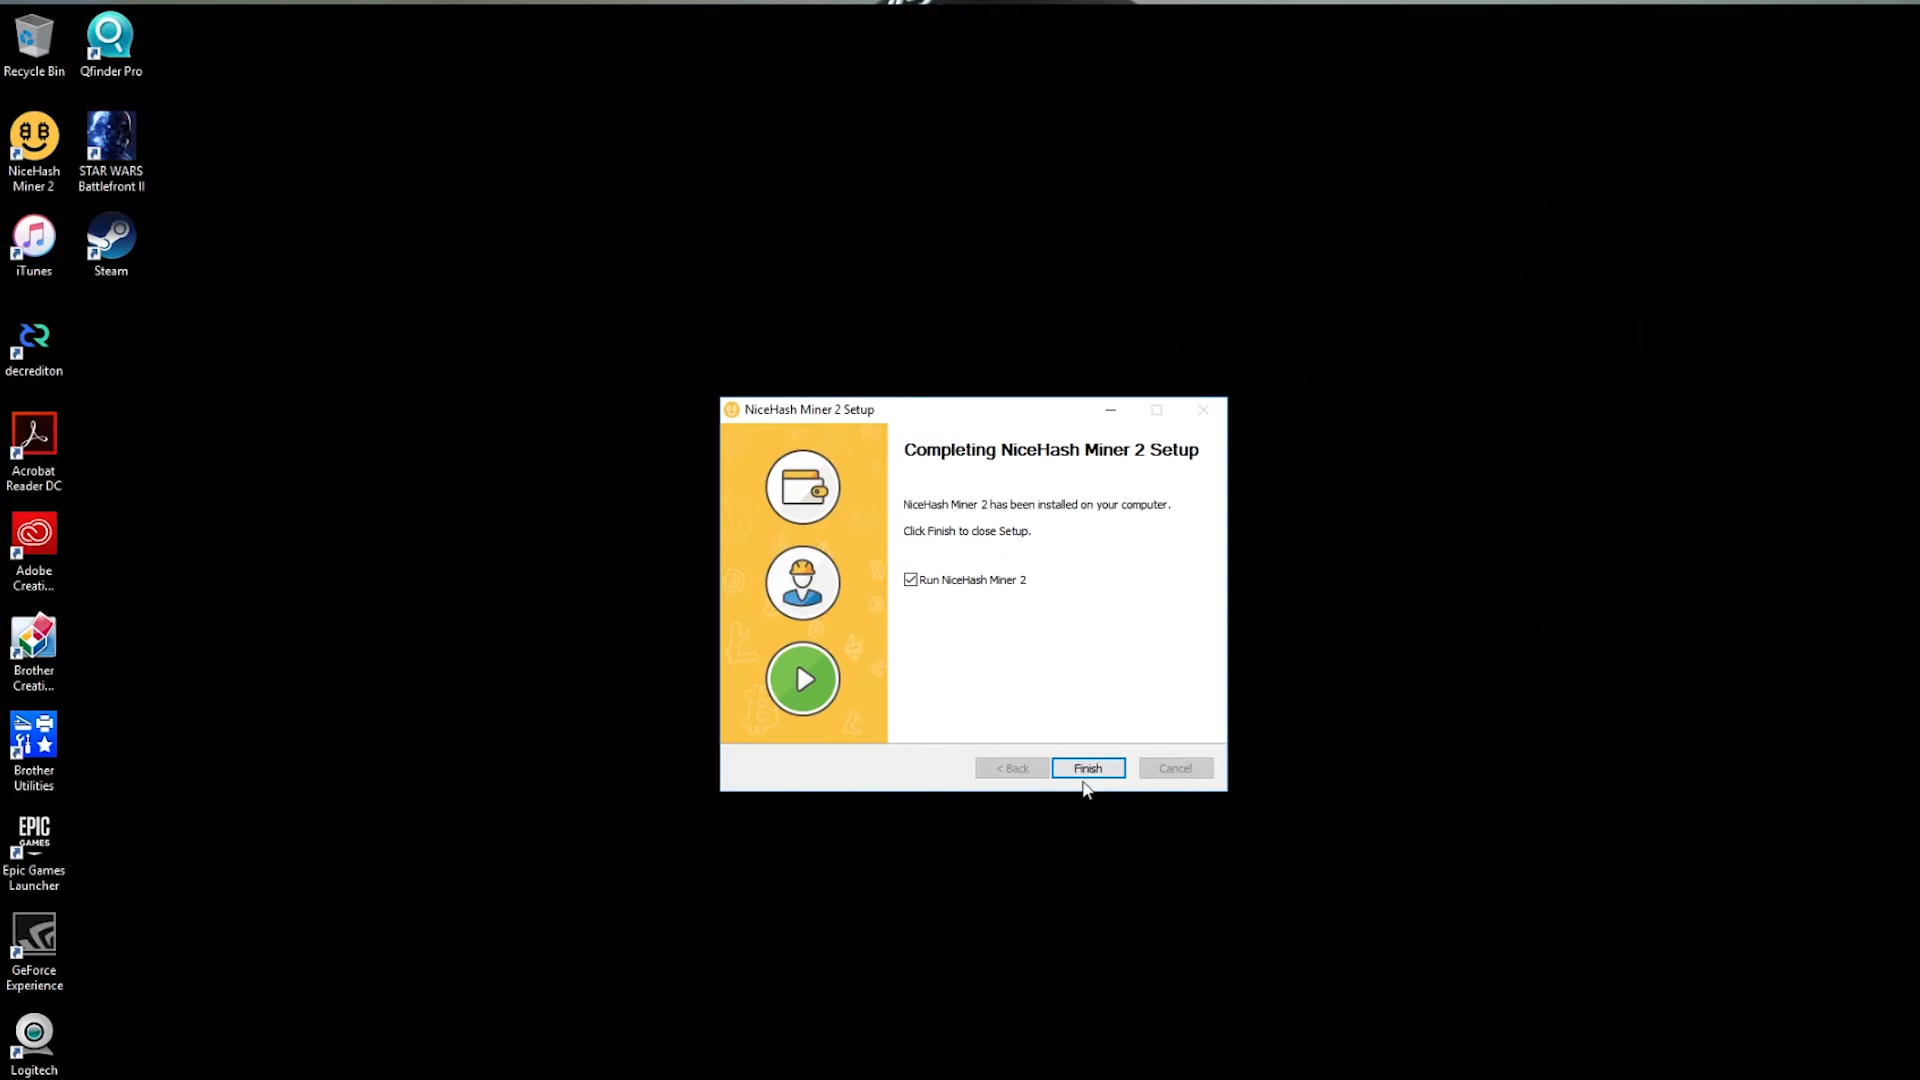 Recycle Bin
Qfinder Pro
NiceHash
Miner 2
STAR WARS
Battlefront II
iTunes
Steam
decrediton
Acrobat
Reader DC
Adobe
Creati...
Brother
Creati...
Brother
Utilities
EPIC
GAMES
Epic Games
Launcher
GeForce
Experience
Logitech
NiceHash Miner 2 Setup
Completing NiceHash Miner 2 Setup
NiceHash Miner 2 has been installed on your computer.
Click Finish to close Setup.
Run NiceHash Miner 2
< Back
Finish
Cancel